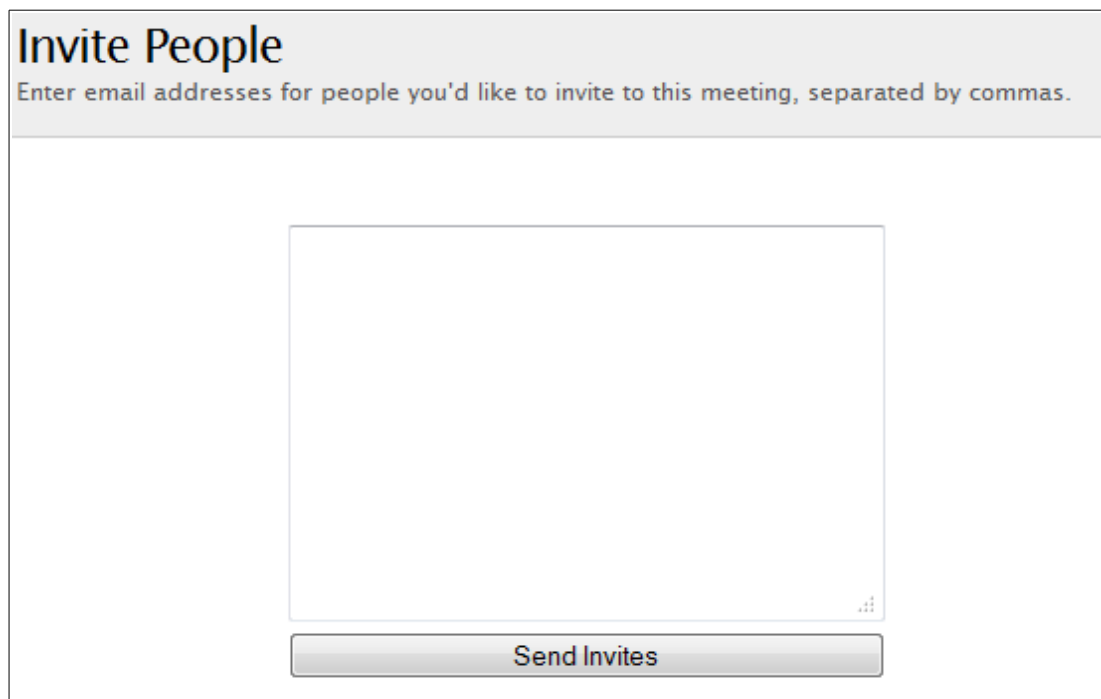 Invite People
Enter email addresses for people you'd like to invite to this meeting, separated by commas.
Send Invites